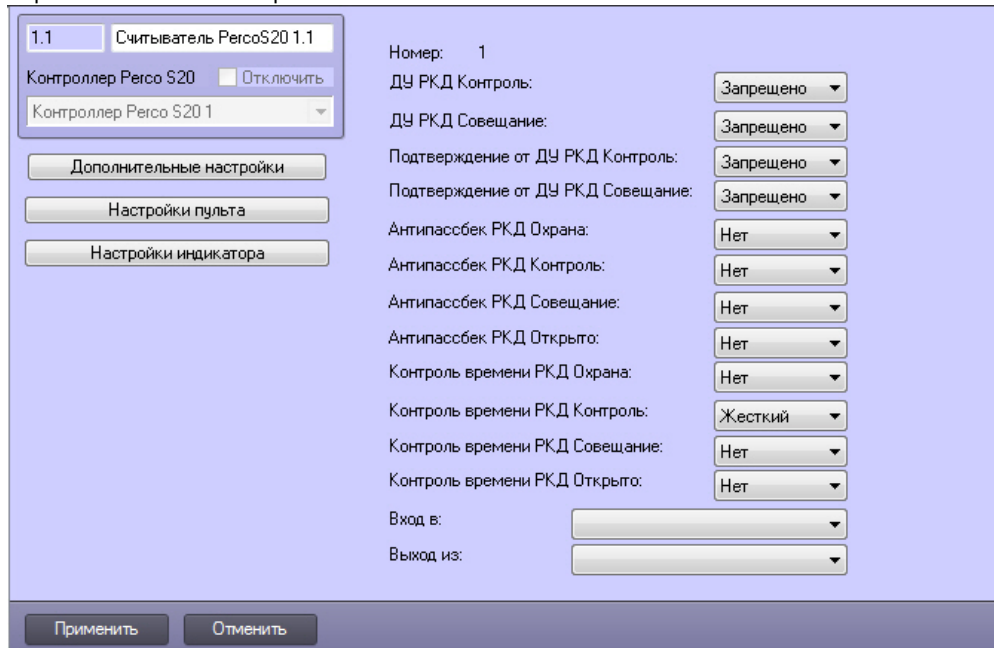 1.1 Считыватель PercoS20 1.1
Контроллер Perco S20 Отключить
Контроллер Perco S20 1
Дополнительные настройки
Настройки пульта
Настройки индикатора
Номер: 1
ДУ РКД Контроль: Запрещено
ДУ РКД Совещание: Запрещено
Подтверждение от ДУ РКД Контроль: Запрещено
Подтверждение от ДУ РКД Совещание: Запрещено
Антипассбек РКД Охрана: Нет
Антипассбек РКД Контроль: Нет
Антипассбек РКД Совещание: Нет
Антипассбек РКД Открыто: Нет
Контроль времени РКД Охрана: Нет
Контроль времени РКД Контроль: Жесткий
Контроль времени РКД Совещание: Нет
Контроль времени РКД Открыто: Нет
Вход в:
Выход из:
Применить Отменить